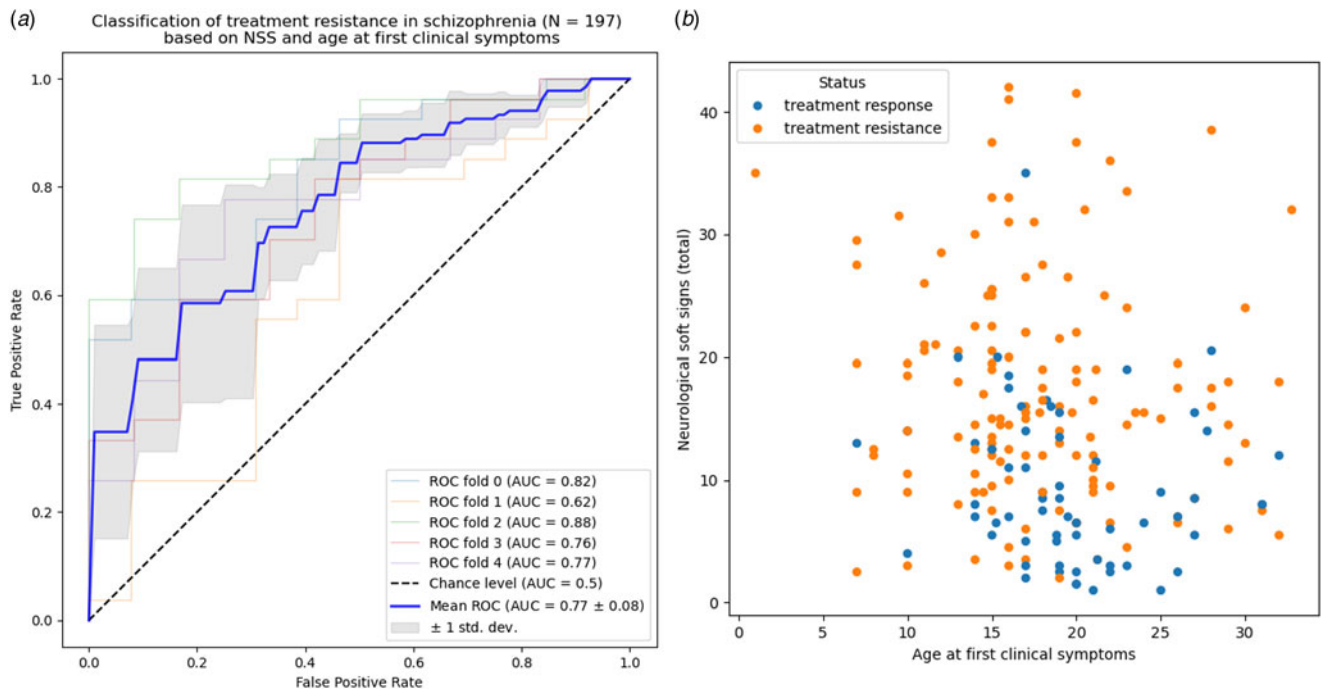 (a)
Classification of treatment resistance in schizophrenia (N = 197)
based on NSS and age at first clinical symptoms
True Positive Rate
1.0
0.8
0.6
0.4
0.2
0.0
ROC fold 0 (AUC = 0.82)
ROC fold 1 (AUC = 0.62)
ROC fold 2 (AUC = 0.88)
ROC fold 3 (AUC = 0.76)
ROC fold 4 (AUC = 0.77)
Chance level (AUC = 0.5)
Mean ROC (AUC = 0.77 ± 0.08)
± 1 std. dev.
0.0 0.2 0.4 0.6 0.8 1.0
False Positive Rate
(b)
Status
treatment response
treatment resistance
Neurological soft signs (total)
40
30
20
10
0
0 5 10 15 20 25 30
Age at first clinical symptoms